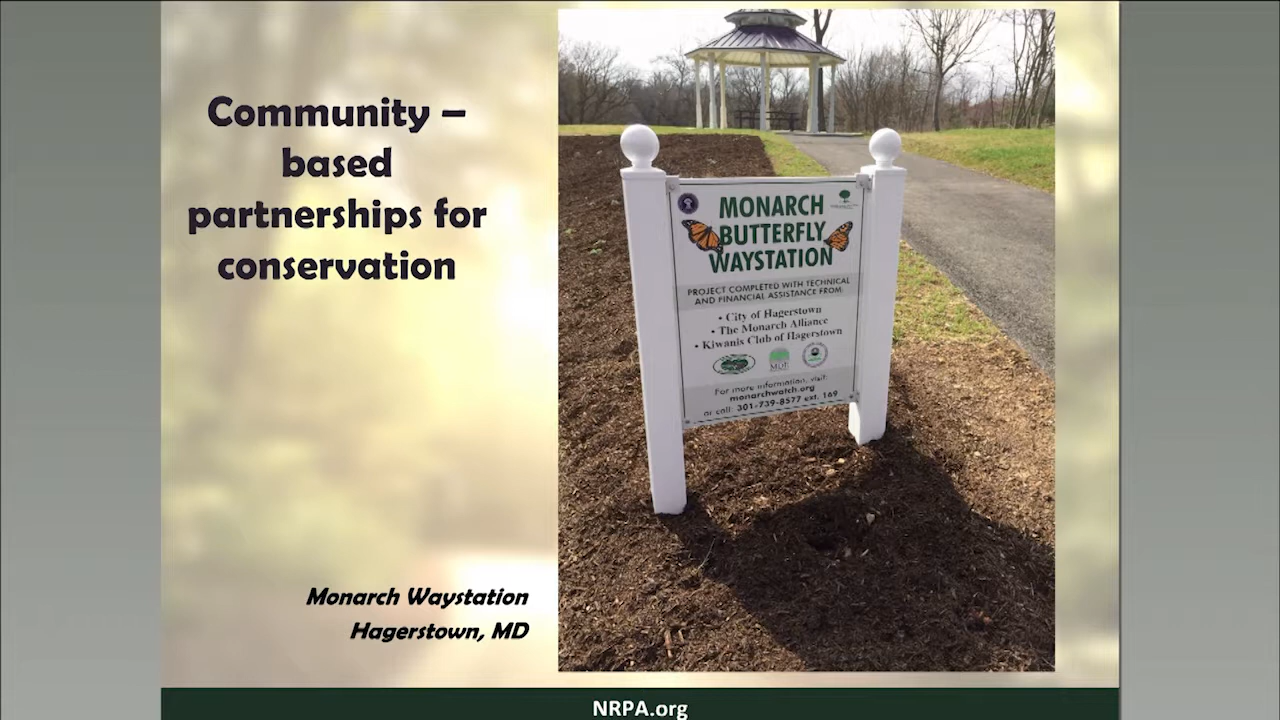 Community –
based
partnerships for
conservation
MONARCH
BUTTERFLY
WAYSTATION
PROJECT COMPLETED WITH TECHNICAL
AND FINANCIAL ASSISTANCE FROM:
• City of Hagerstown
• The Monarch Alliance
• Kiwanis Club of Hagerstown
MDE
For more information, visit:
monarchwatch.org
or call: 301-739-8577 ext. 169
Monarch Waystation
Hagerstown, MD
NRPA.org